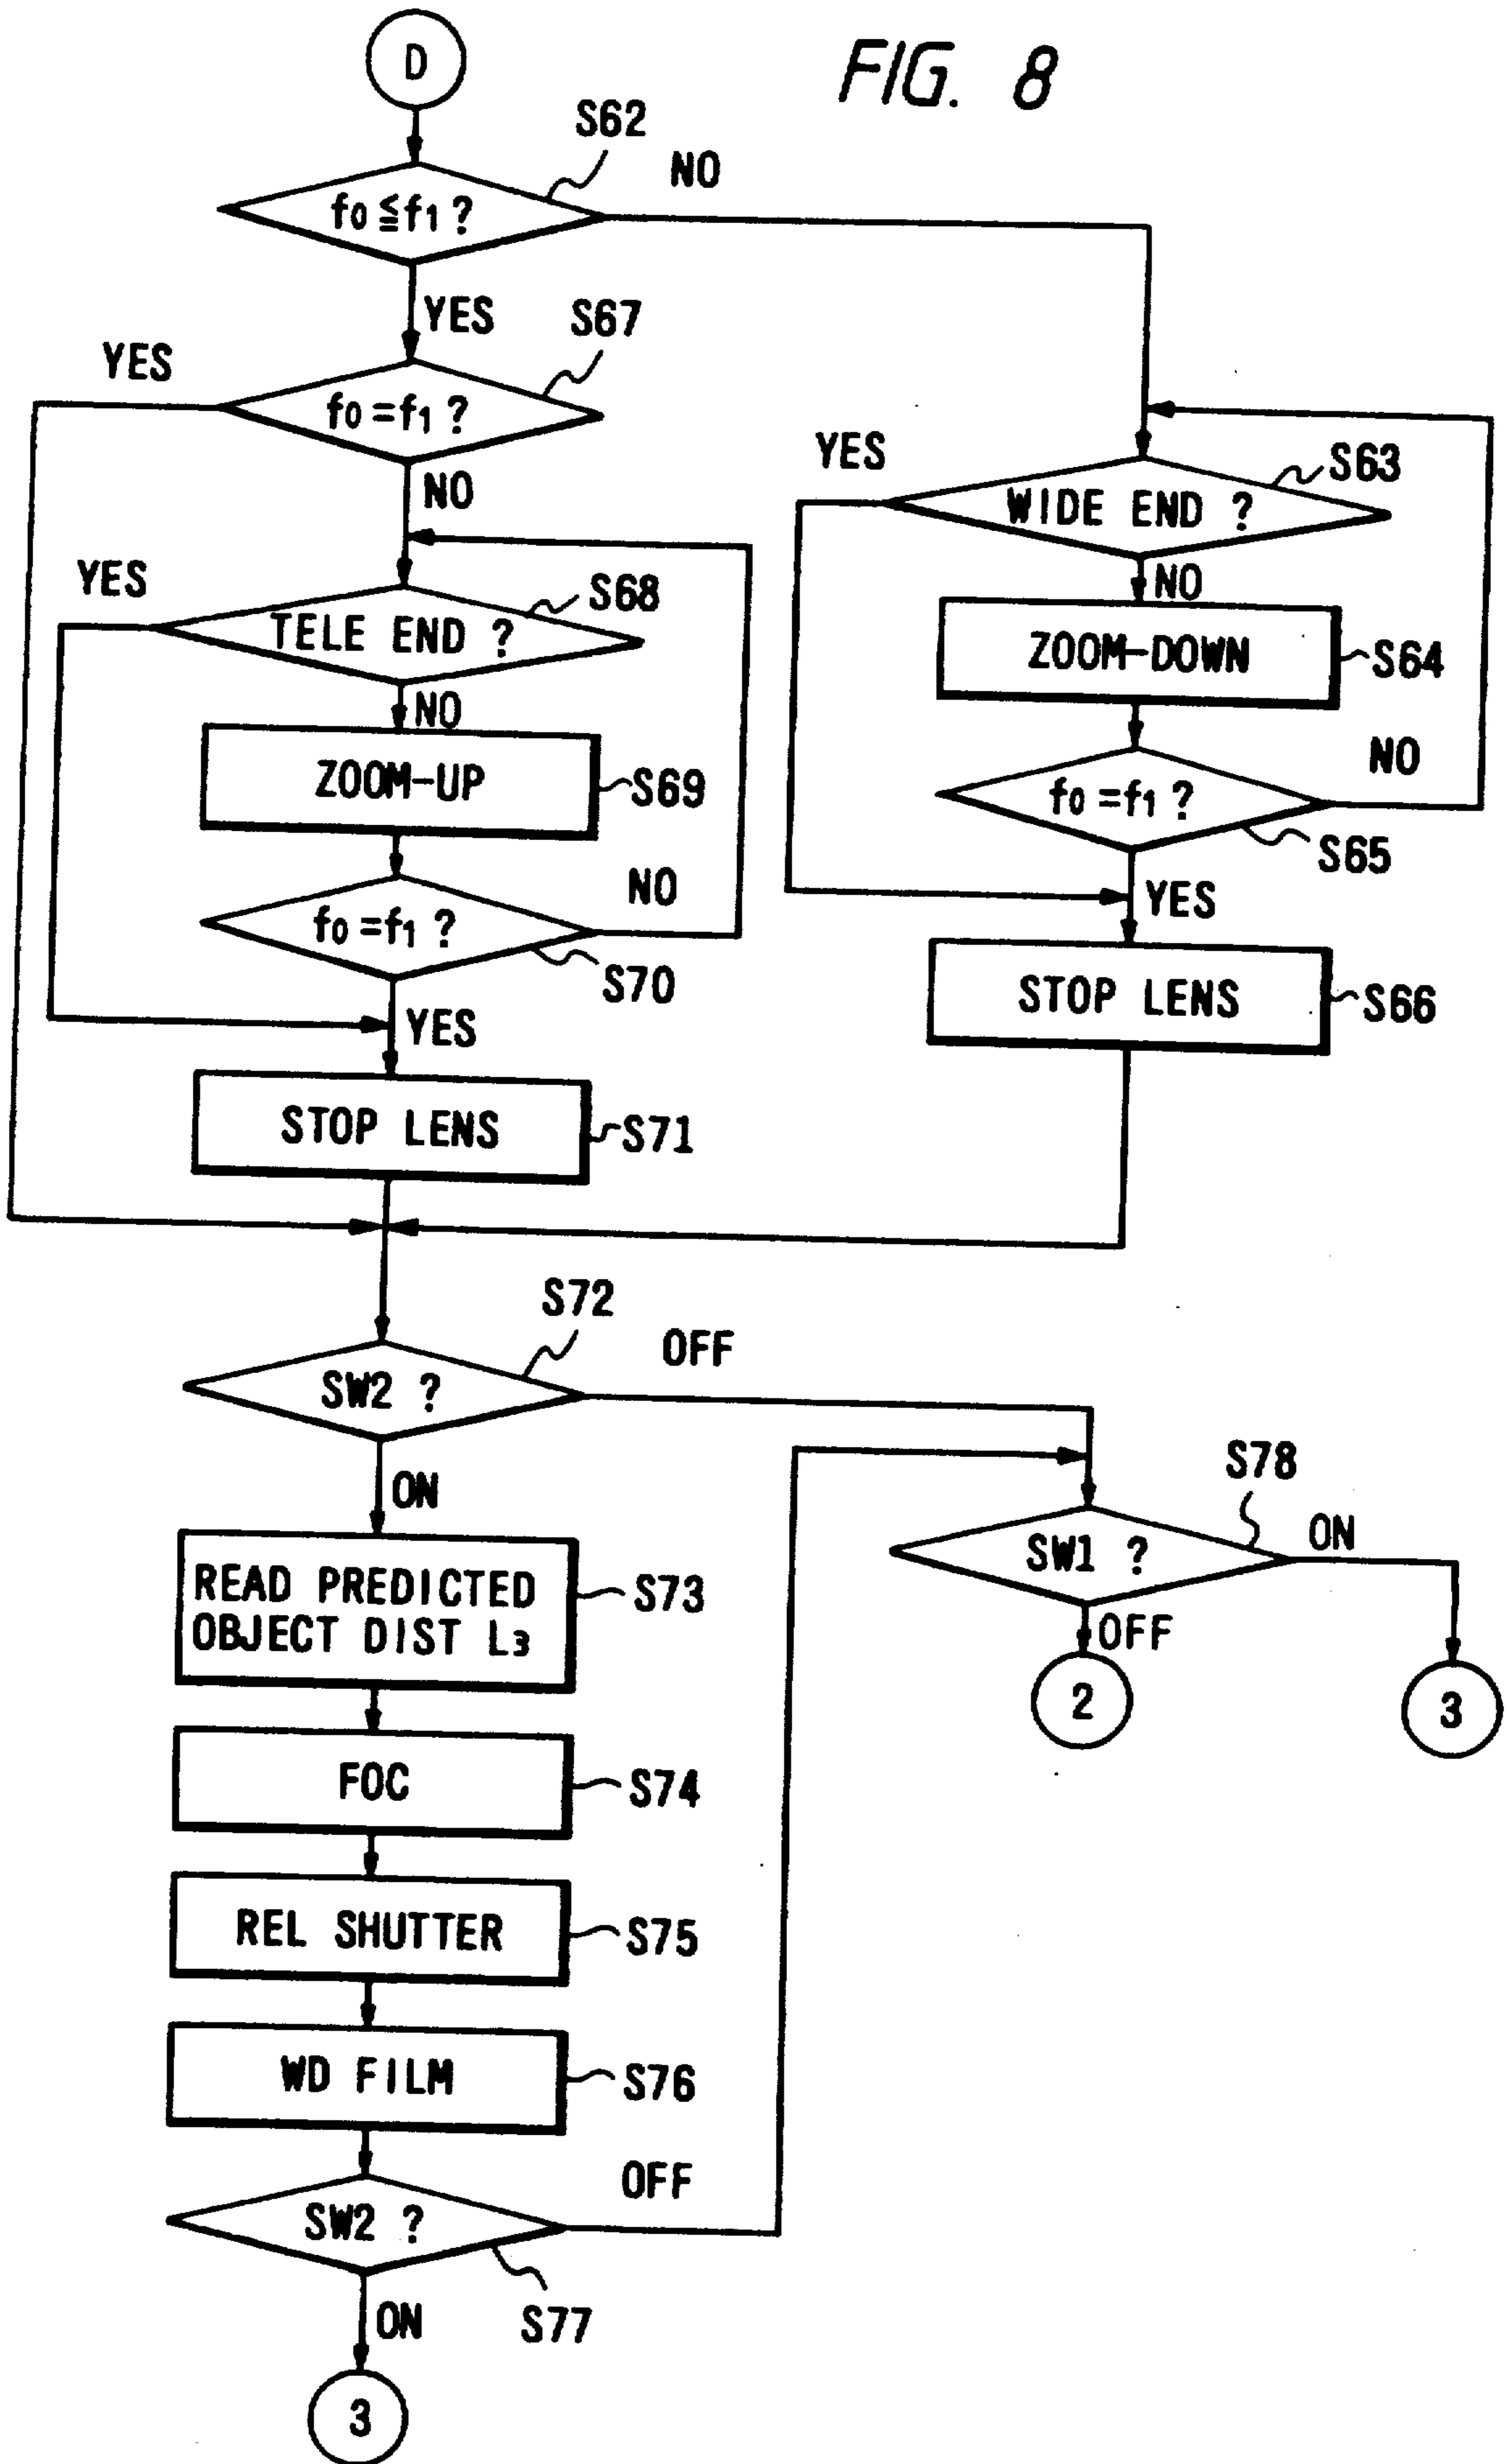 FIG. 8
D
S62
NO
f0≦f1?
YES
S67
YES
f0=f1?
NO
YES
S63
WIDE END ?
NO
ZOOM-DOWN
S64
NO
f0=f1?
S65
YES
STOP LENS
S66
YES
S68
TELE END ?
NO
ZOOM-UP
S69
NO
f0=f1?
S70
YES
STOP LENS
S71
S72
OFF
SW2 ?
ON
S78
SW1 ?
ON
OFF
2
3
READ PREDICTED
OBJECT DIST L3
S73
FOC
S74
REL SHUTTER
S75
WD FILM
S76
OFF
SW2 ?
S77
ON
3